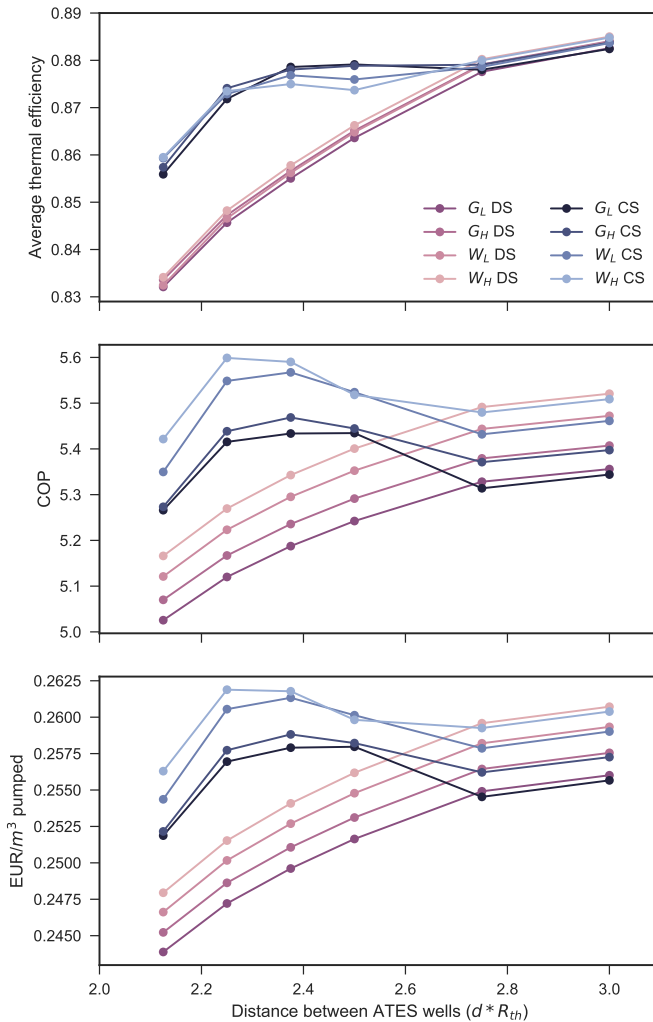 0.89
0.88
0.87
0.86
0.85
0.84
0.83
Average thermal efficiency
G_L DS
G_H DS
W_L DS
W_H DS
G_L CS
G_H CS
W_L CS
W_H CS
5.6
5.5
5.4
5.3
5.2
5.1
5.0
COP
0.2625
0.2600
0.2575
0.2550
0.2525
0.2500
0.2475
0.2450
EUR/m³ pumped
2.0 2.2 2.4 2.6 2.8 3.0
Distance between ATES wells (d * R_th)